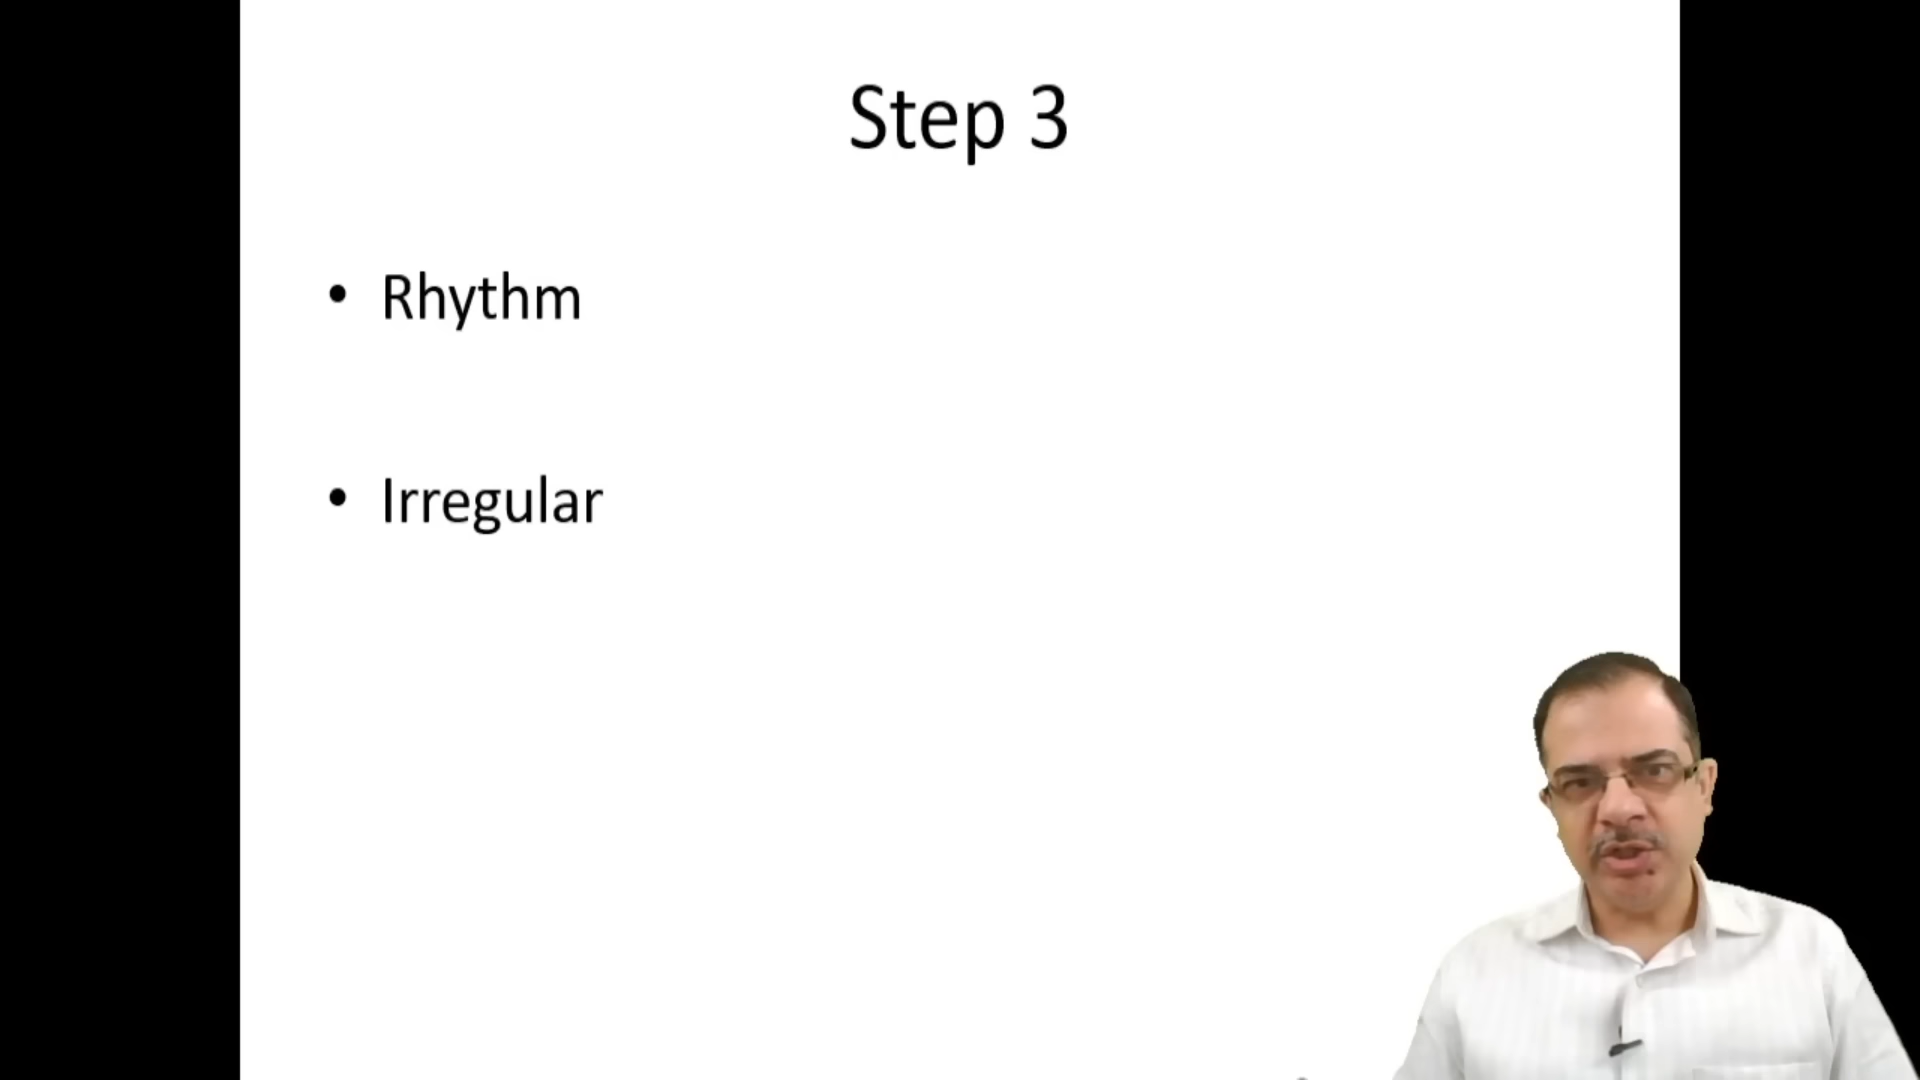 Step 3
• Rhythm
• Irregular